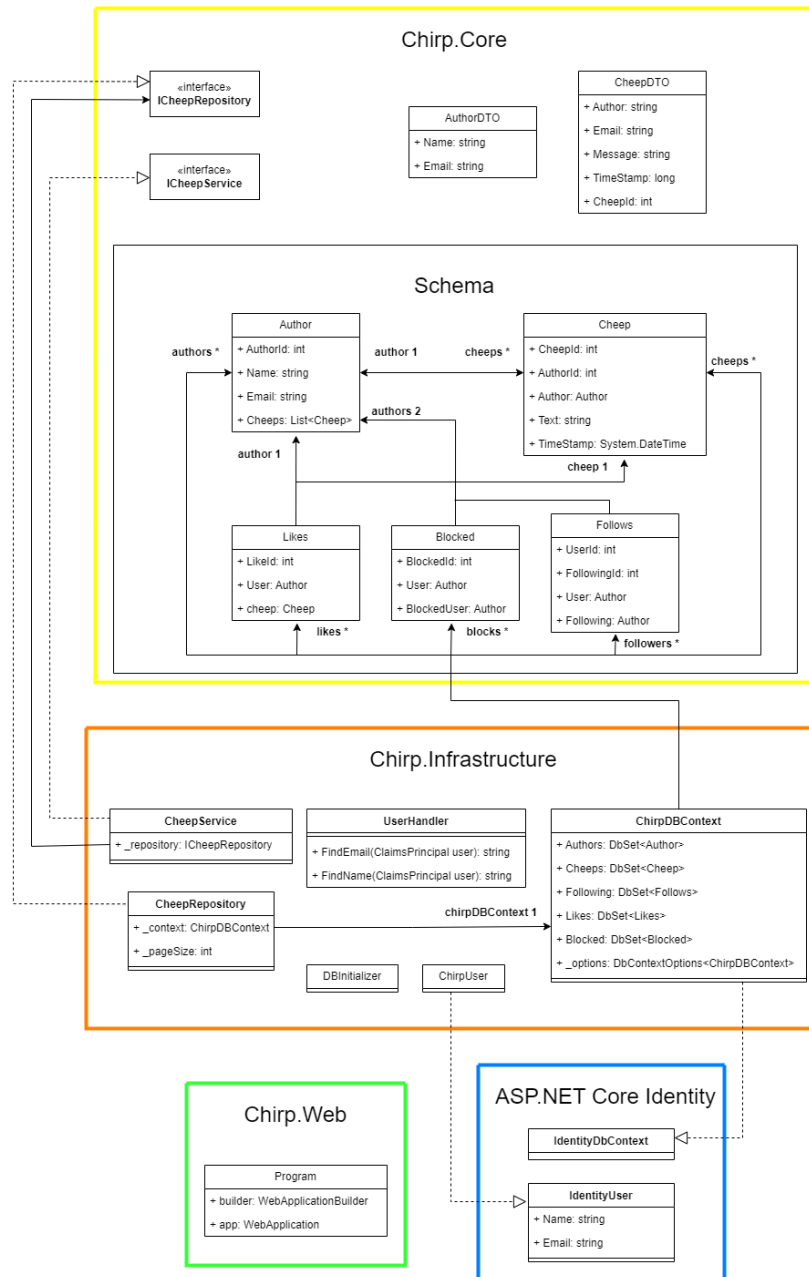 Chirp.Core
«interface»
ICheepRepository
«interface»
ICheepService
AuthorDTO
+ Name: string
+ Email: string
CheepDTO
+ Author: string
+ Email: string
+ Message: string
+ TimeStamp: long
+ CheepId: int
Schema
authors *
Author
+ AuthorId: int
+ Name: string
+ Email: string
+ Cheeps: List<Cheep>
author 1
cheeps *
authors 2
Cheep
+ CheepId: int
+ AuthorId: int
+ Author: Author
+ Text: string
+ TimeStamp: System.DateTime
cheeps *
author 1
cheep 1
Likes
+ LikeId: int
+ User: Author
+ cheep: Cheep
Blocked
+ BlockedId: int
+ User: Author
+ BlockedUser: Author
Follows
+ UserId: int
+ FollowingId: int
+ User: Author
+ Following: Author
likes *
blocks *
followers *
Chirp.Infrastructure
CheepService
+ _repository: ICheepRepository
UserHandler
+ FindEmail(ClaimsPrincipal user): string
+ FindName(ClaimsPrincipal user): string
ChirpDBContext
+ Authors: DbSet<Author>
+ Cheeps: DbSet<Cheep>
+ Following: DbSet<Follows>
+ Likes: DbSet<Likes>
+ Blocked: DbSet<Blocked>
+ _options: DbContextOptions<ChirpDBContext>
CheepRepository
+ _context: ChirpDBContext
+ _pageSize: int
chirpDBContext 1
DBInitializer
ChirpUser
Chirp.Web
Program
+ builder: WebApplicationBuilder
+ app: WebApplication
ASP.NET Core Identity
IdentityDbContext
IdentityUser
+ Name: string
+ Email: string